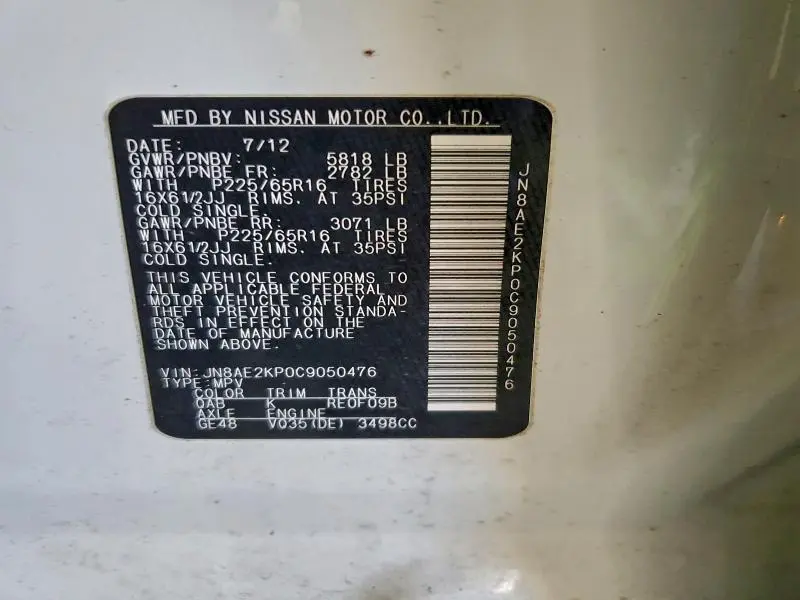 MFD BY NISSAN MOTOR CO.,LTD.
DATE: 7/12
GVWR/PNBV: 5818 LB
GAWR/PNBE FR: 2782 LB
WITH P225/65R16 TIRES
16X61/2JJ RIMS. AT 35PSI
COLD SINGLE.
GAWR/PNBE RR: 3071 LB
WITH P225/65R16 TIRES
16X61/2JJ RIMS. AT 35PSI
COLD SINGLE.
THIS VEHICLE CONFORMS TO
ALL APPLICABLE FEDERAL
MOTOR VEHICLE SAFETY AND
THEFT PREVENTION STANDA-
RDS IN EFFECT ON THE
DATE OF MANUFACTURE
SHOWN ABOVE.
VIN: JN8AE2KP0C9050476
TYPE: MPV
COLOR TRIM TRANS
QAB K RE0F09B
AXLE ENGINE
GE48 VQ35(DE) 3498CC
JN8AE2KP0C9050476